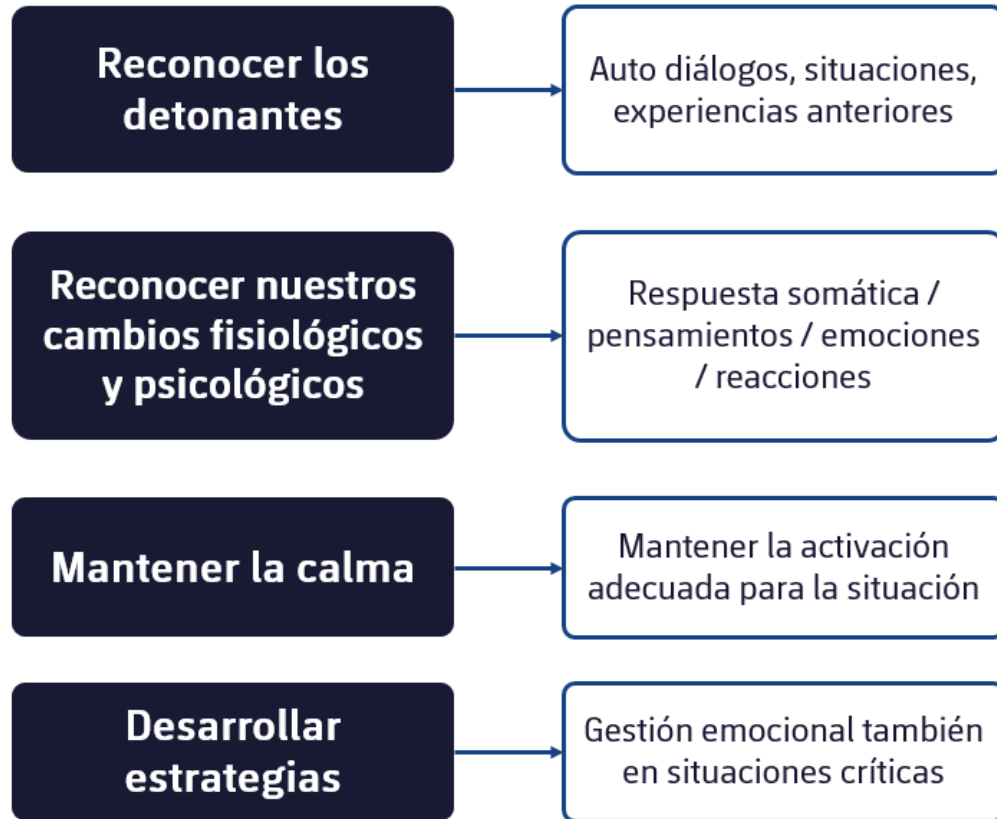 Reconocer los
detonantes
Auto diálogos, situaciones,
experiencias anteriores
Reconocer nuestros
cambios fisiológicos
y psicológicos
Respuesta somática /
pensamientos / emociones
/ reacciones
Mantener la calma
Mantener la activación
adecuada para la situación
Desarrollar
estrategias
Gestión emocional también
en situaciones críticas